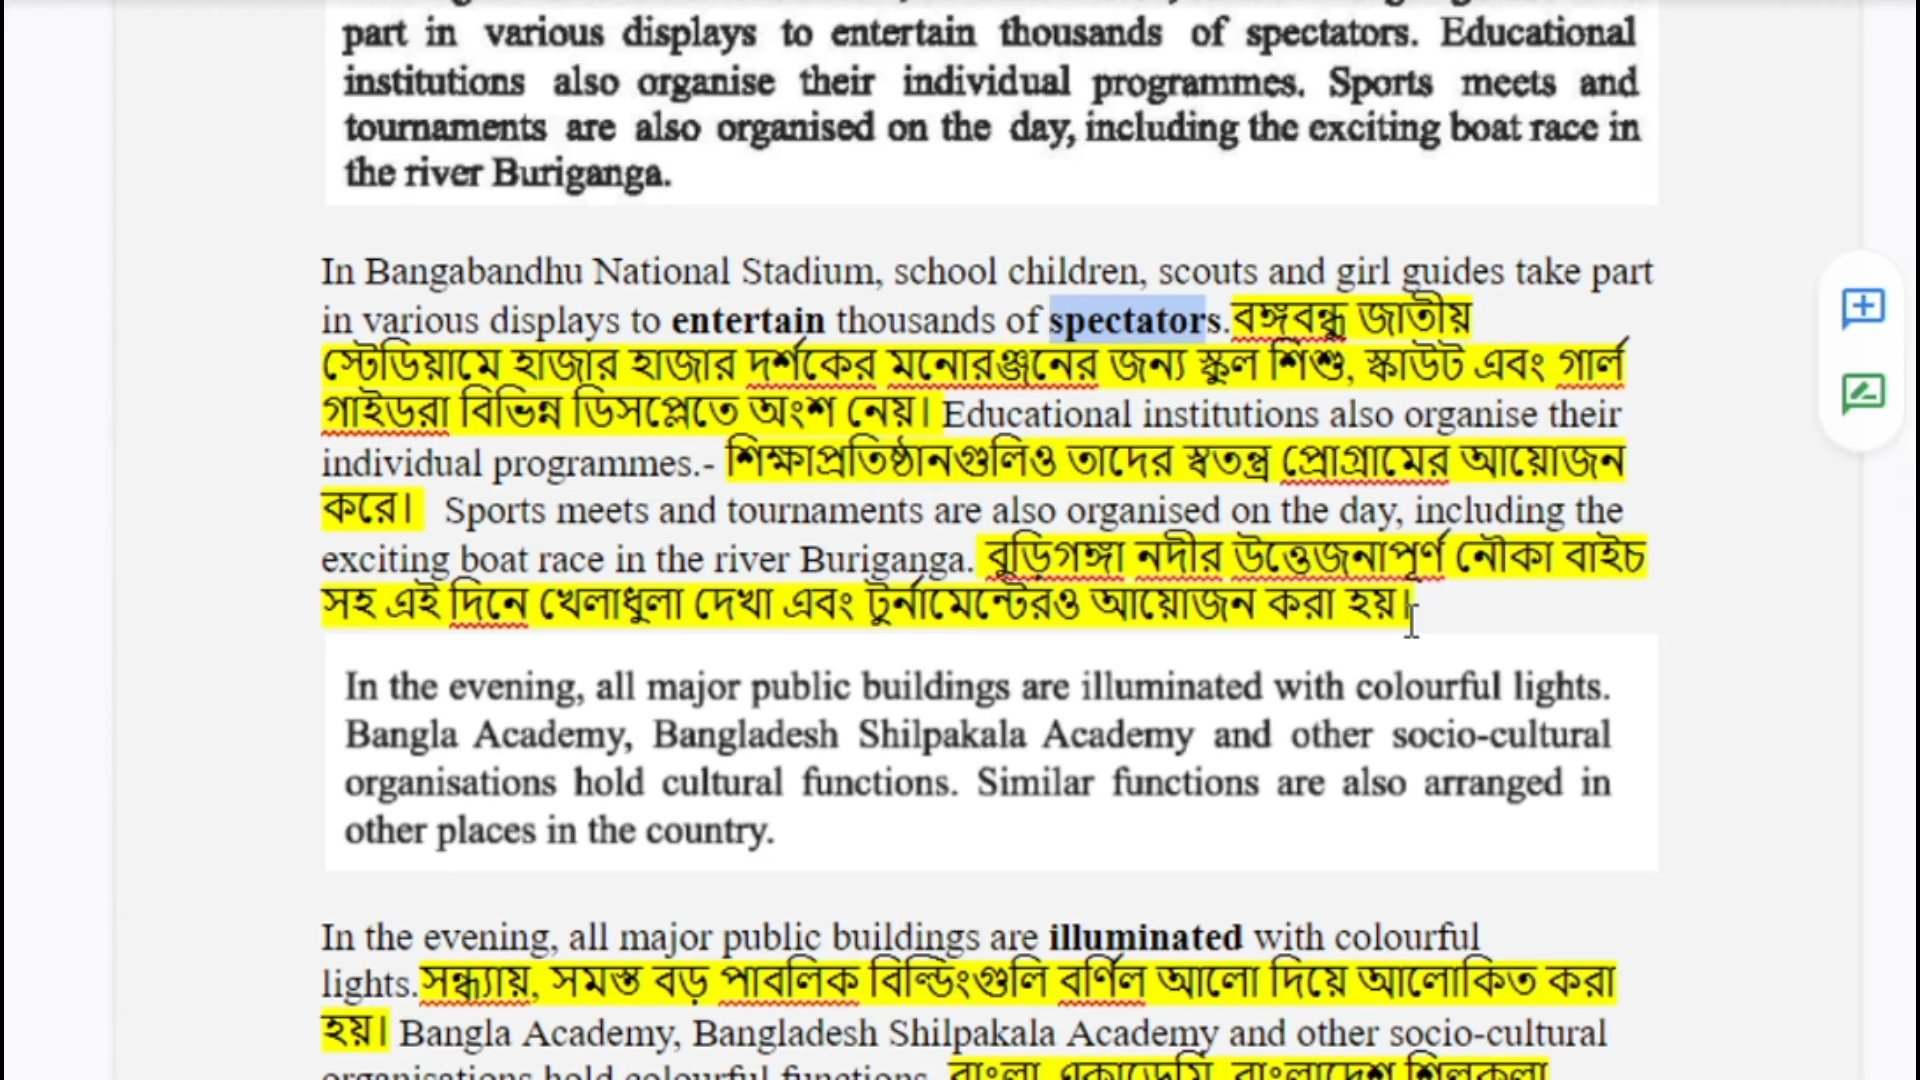 part in various displays to entertain thousands of spectators. Educational
institutions also organise their individual programmes. Sports meets and
tournaments are also organised on the day, including the exciting boat race in
the river Buriganga.
In Bangabandhu National Stadium, school children, scouts and girl guides take part
in various displays to entertain thousands of spectators.বঙ্গবন্ধু জাতীয়
স্টেডিয়ামে হাজার হাজার দর্শকের মনোরঞ্জনের জন্য স্কুল শিশু, স্কাউট এবং গার্ল
গাইডরা বিভিন্ন ডিসপ্লেতে অংশ নেয়। Educational institutions also organise their
individual programmes.- শিক্ষাপ্রতিষ্ঠানগুলিও তাদের স্বতন্ত্র প্রোগ্রামের আয়োজন
করে। Sports meets and tournaments are also organised on the day, including the
exciting boat race in the river Buriganga. বুড়িগঙ্গা নদীর উত্তেজনাপূর্ণ নৌকা বাইচ
সহ এই দিনে খেলাধুলা দেখা এবং টুর্নামেন্টেরও আয়োজন করা হয়।
In the evening, all major public buildings are illuminated with colourful lights.
Bangla Academy, Bangladesh Shilpakala Academy and other socio-cultural
organisations hold cultural functions. Similar functions are also arranged in
other places in the country.
In the evening, all major public buildings are illuminated with colourful
lights.সন্ধ্যায়, সমস্ত বড় পাবলিক বিল্ডিংগুলি বর্ণিল আলো দিয়ে আলোকিত করা
হয়। Bangla Academy, Bangladesh Shilpakala Academy and other socio-cultural
organisations hold colourful functions. বাংলা একাডেমি, বাংলাদেশ শিল্পকলা